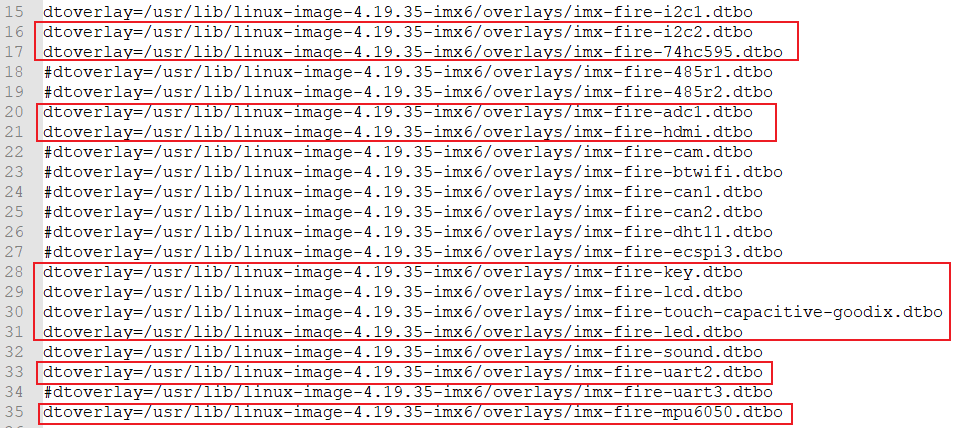 15 dtoverlay=/usr/lib/linux-image-4.19.35-imx6/overlays/imx-fire-i2c1.dtbo
16 dtoverlay=/usr/lib/linux-image-4.19.35-imx6/overlays/imx-fire-i2c2.dtbo
17 dtoverlay=/usr/lib/linux-image-4.19.35-imx6/overlays/imx-fire-74hc595.dtbo
18 #dtoverlay=/usr/lib/linux-image-4.19.35-imx6/overlays/imx-fire-485r1.dtbo
19 #dtoverlay=/usr/lib/linux-image-4.19.35-imx6/overlays/imx-fire-485r2.dtbo
20 dtoverlay=/usr/lib/linux-image-4.19.35-imx6/overlays/imx-fire-adc1.dtbo
21 dtoverlay=/usr/lib/linux-image-4.19.35-imx6/overlays/imx-fire-hdmi.dtbo
22 #dtoverlay=/usr/lib/linux-image-4.19.35-imx6/overlays/imx-fire-cam.dtbo
23 #dtoverlay=/usr/lib/linux-image-4.19.35-imx6/overlays/imx-fire-btwifi.dtbo
24 #dtoverlay=/usr/lib/linux-image-4.19.35-imx6/overlays/imx-fire-can1.dtbo
25 #dtoverlay=/usr/lib/linux-image-4.19.35-imx6/overlays/imx-fire-can2.dtbo
26 #dtoverlay=/usr/lib/linux-image-4.19.35-imx6/overlays/imx-fire-dht11.dtbo
27 #dtoverlay=/usr/lib/linux-image-4.19.35-imx6/overlays/imx-fire-ecspi3.dtbo
28 dtoverlay=/usr/lib/linux-image-4.19.35-imx6/overlays/imx-fire-key.dtbo
29 dtoverlay=/usr/lib/linux-image-4.19.35-imx6/overlays/imx-fire-lcd.dtbo
30 dtoverlay=/usr/lib/linux-image-4.19.35-imx6/overlays/imx-fire-touch-capacitive-goodix.dtbo
31 dtoverlay=/usr/lib/linux-image-4.19.35-imx6/overlays/imx-fire-led.dtbo
32 dtoverlay=/usr/lib/linux-image-4.19.35-imx6/overlays/imx-fire-sound.dtbo
33 dtoverlay=/usr/lib/linux-image-4.19.35-imx6/overlays/imx-fire-uart2.dtbo
34 #dtoverlay=/usr/lib/linux-image-4.19.35-imx6/overlays/imx-fire-uart3.dtbo
35 dtoverlay=/usr/lib/linux-image-4.19.35-imx6/overlays/imx-fire-mpu6050.dtbo